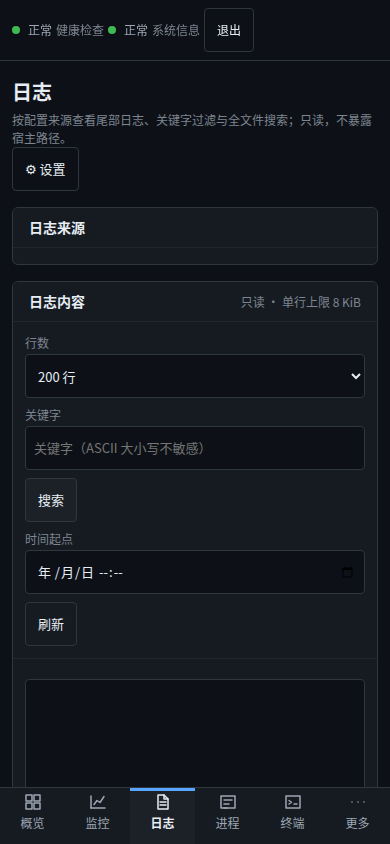 正常 健康检查 正常 系统信息 退出
日志
按配置来源查看尾部日志、关键字过滤与全文件搜索；只读，不暴露
宿主路径。
⚙ 设置
日志来源
日志内容 只读 · 单行上限 8 KiB
行数
200 行
关键字
关键字（ASCII 大小写不敏感）
搜索
时间起点
年 /月/日 --:--
刷新
概览 监控 日志 进程 终端 更多